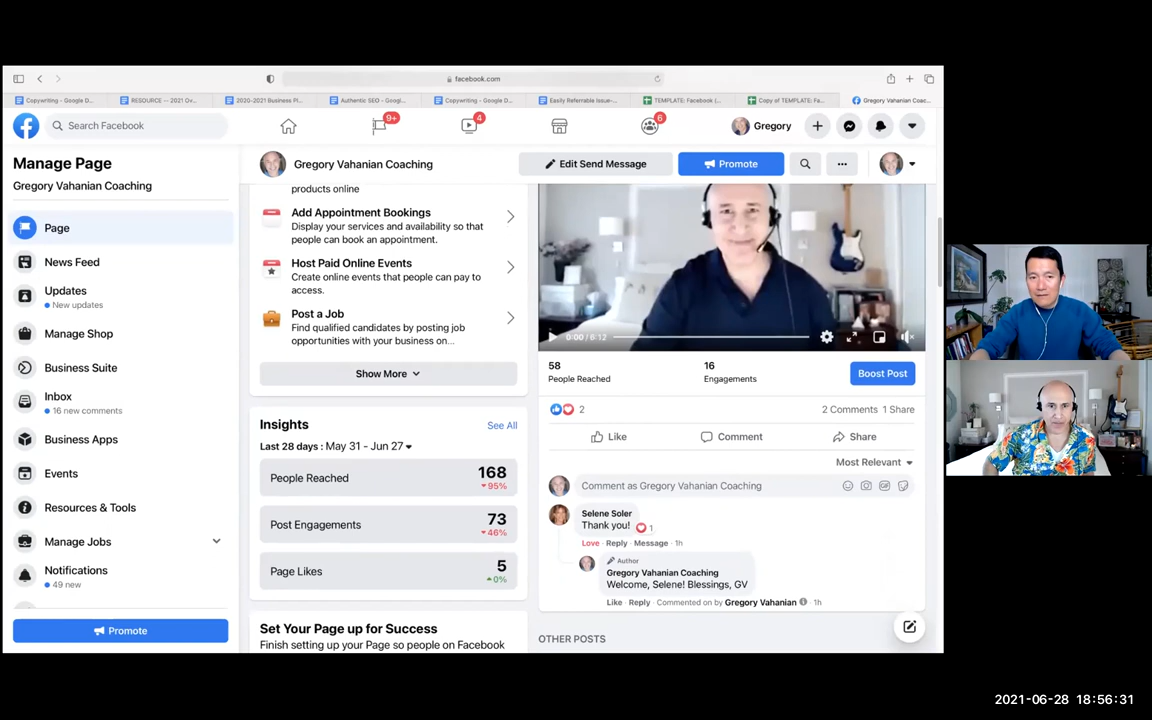 facebook.com
Copywriting - Google D...
RESOURCE -- 2021 Ov...
2020-2021 Business Pl...
Authentic SEO - Googl...
Copywriting - Google D...
Easily Referrable Issue-...
TEMPLATE: Facebook (...
Copy of TEMPLATE: Fa...
Gregory Vahanian Coac...
Search Facebook
9+
4
6
Gregory
Manage Page
Gregory Vahanian Coaching
Page
News Feed
Updates
New updates
Manage Shop
Business Suite
Inbox
16 new comments
Business Apps
Events
Resources & Tools
Manage Jobs
Notifications
49 new
Promote
Gregory Vahanian Coaching
Edit Send Message
Promote
products online
Add Appointment Bookings
Display your services and availability so that
people can book an appointment.
Host Paid Online Events
Create online events that people can pay to
access.
Post a Job
Find qualified candidates by posting job
opportunities with your business on...
Show More
Insights
See All
Last 28 days : May 31 - Jun 27
People Reached
168
95%
Post Engagements
73
46%
Page Likes
5
0%
Set Your Page up for Success
Finish setting up your Page so people on Facebook
0:00 / 6:12
58
People Reached
16
Engagements
Boost Post
2
2 Comments 1 Share
Like
Comment
Share
Most Relevant
Comment as Gregory Vahanian Coaching
Selene Soler
Thank you!
1
Love · Reply · Message · 1h
Author
Gregory Vahanian Coaching
Welcome, Selene! Blessings, GV
Like · Reply · Commented on by Gregory Vahanian · 1h
OTHER POSTS
2021-06-28 18:56:31